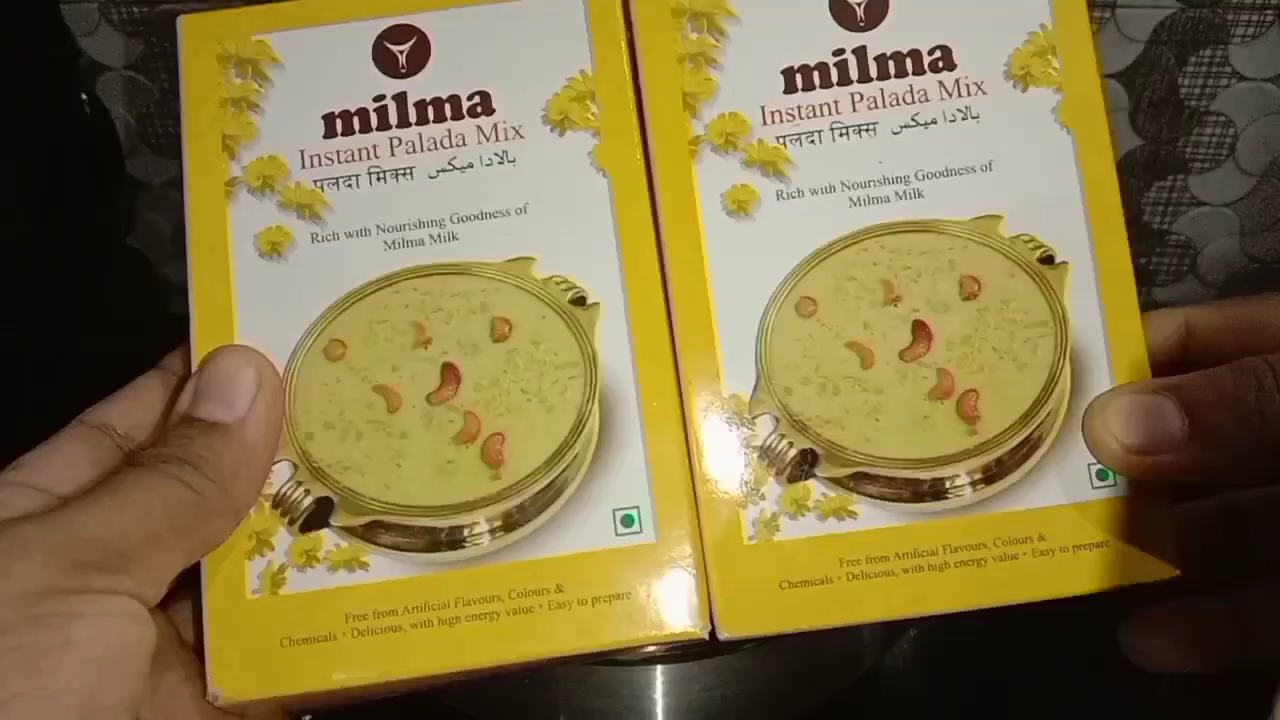 milma
Instant Palada Mix
पलदा मिक्स بالادا ميكس
Rich with Nourishing Goodness of
Milma Milk
Free from Artificial Flavours, Colours &
Chemicals • Delicious, with high energy value • Easy to prepare
milma
Instant Palada Mix
पलदा मिक्स بالادا ميكس
Rich with Nourishing Goodness of
Milma Milk
Free from Artificial Flavours, Colours &
Chemicals • Delicious, with high energy value • Easy to prepare